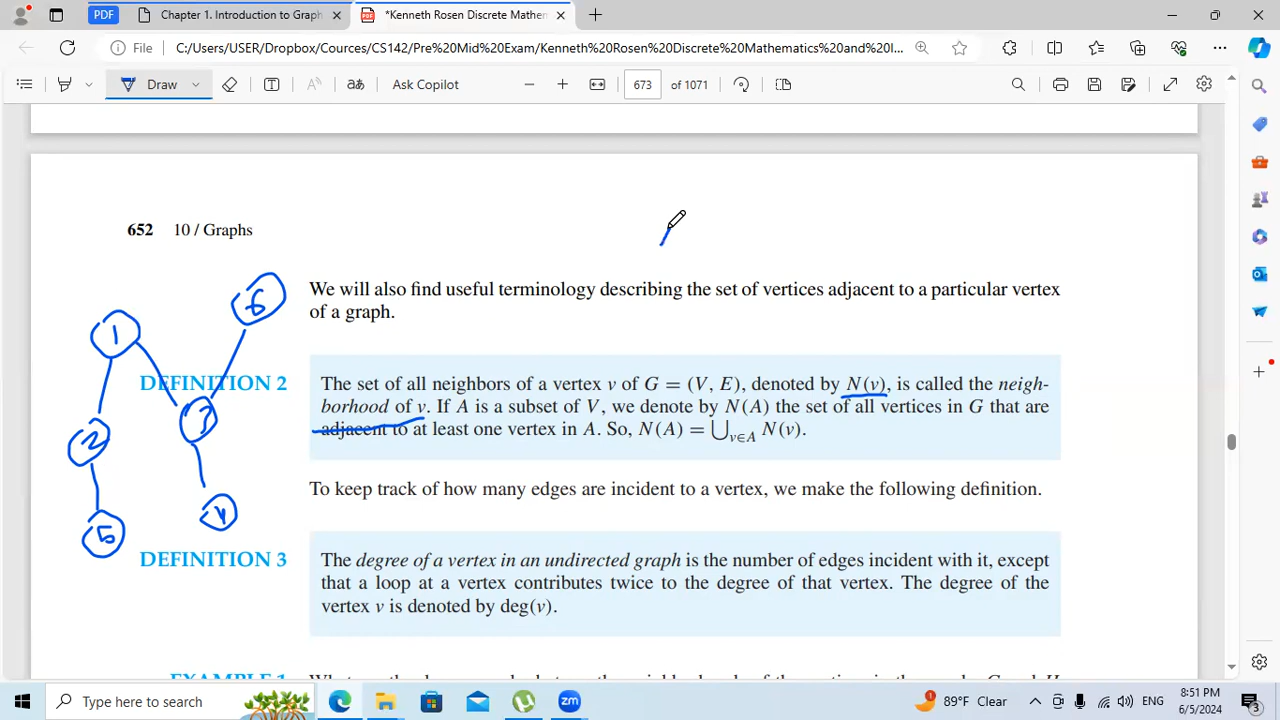 PDF
Chapter 1. Introduction to Graph
PDF
*Kenneth Rosen Discrete Mathem
File
C:/Users/USER/Dropbox/Cources/CS142/Pre%20Mid%20Exam/Kenneth%20Rosen%20Discrete%20Mathematics%20and%20I...
Draw
aあ
Ask Copilot
673 of 1071
652 10 / Graphs
We will also find useful terminology describing the set of vertices adjacent to a particular vertex
of a graph.
6
1
DEFINITION 2
The set of all neighbors of a vertex v of G = (V, E), denoted by N(v), is called the neigh-
borhood of v. If A is a subset of V, we denote by N(A) the set of all vertices in G that are
adjacent to at least one vertex in A. So, N(A) = ⋃v∈A N(v).
2
3
To keep track of how many edges are incident to a vertex, we make the following definition.
4
5
DEFINITION 3
The degree of a vertex in an undirected graph is the number of edges incident with it, except
that a loop at a vertex contributes twice to the degree of that vertex. The degree of the
vertex v is denoted by deg(v).
EXAMPLE 1
Type here to search
zm
1
89°F Clear
8:51 PM
6/5/2024
3